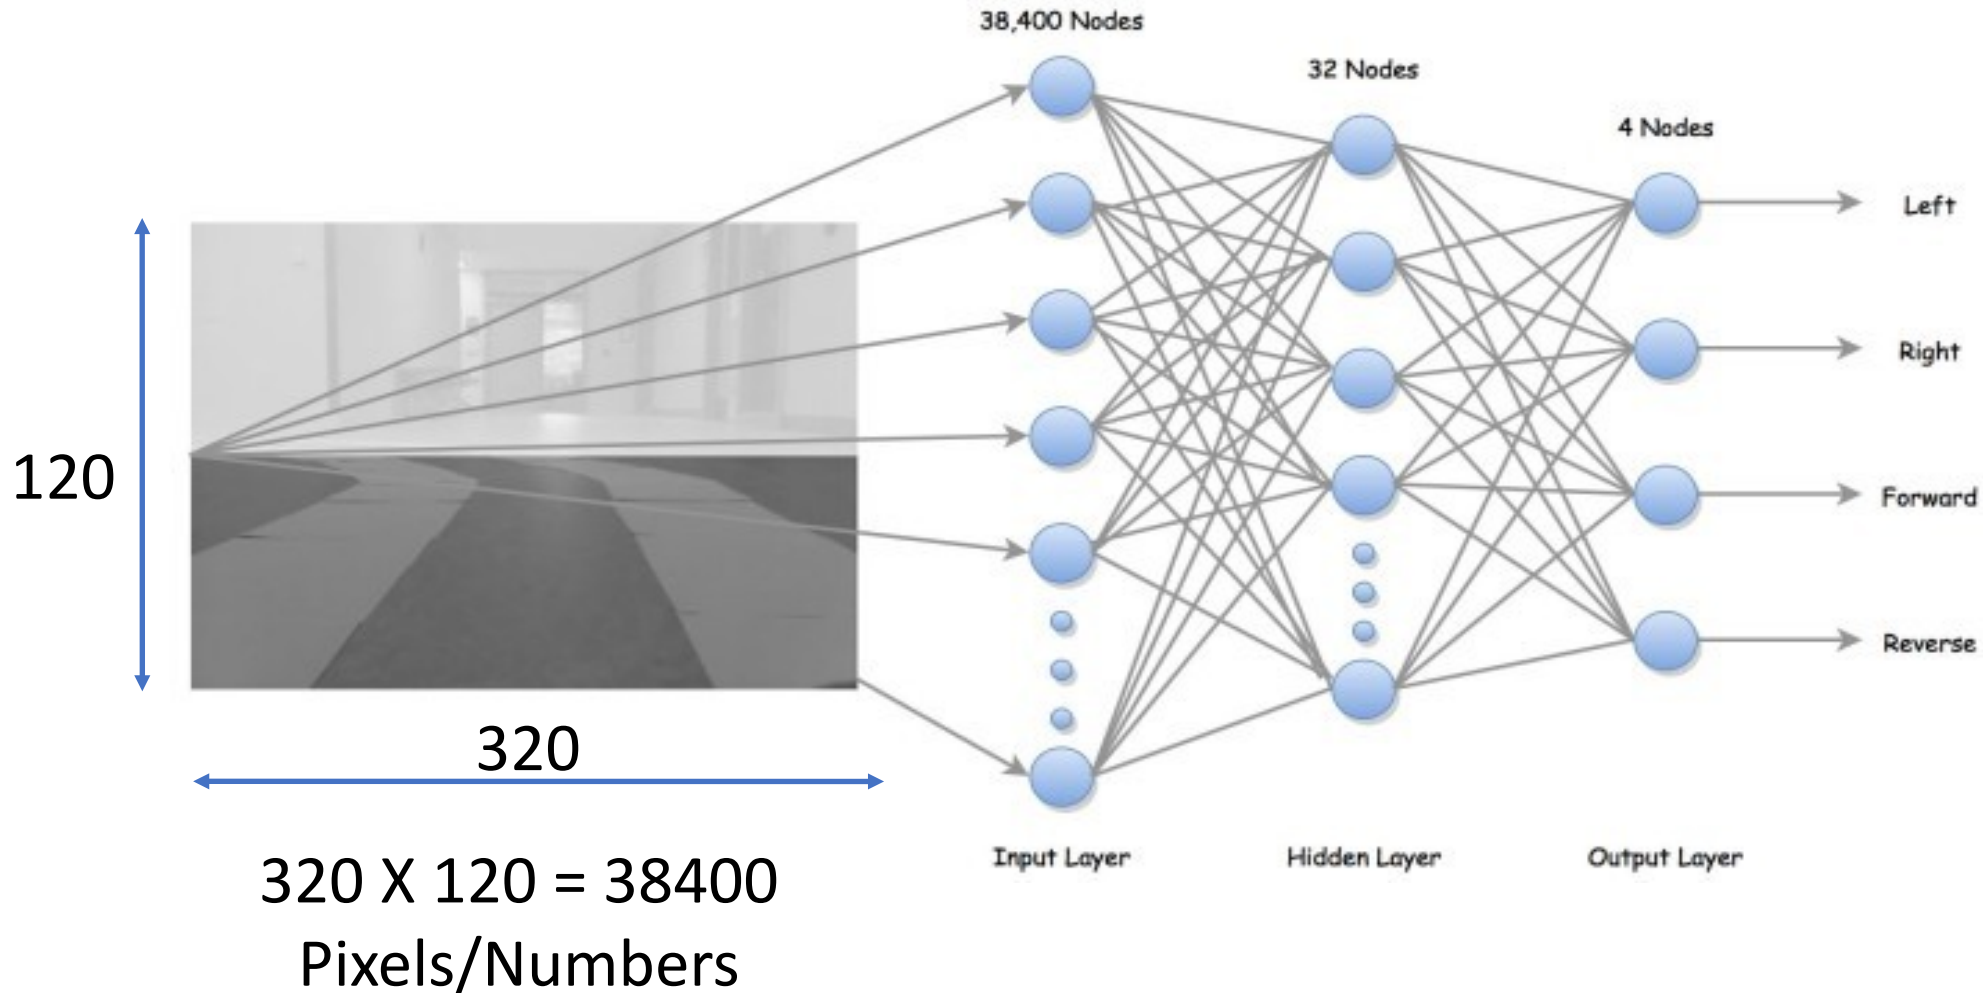 38,400 Nodes
32 Nodes
4 Nodes
Left
Right
Forward
Reverse
120
320
320 X 120 = 38400
Pixels/Numbers
Input Layer
Hidden Layer
Output Layer